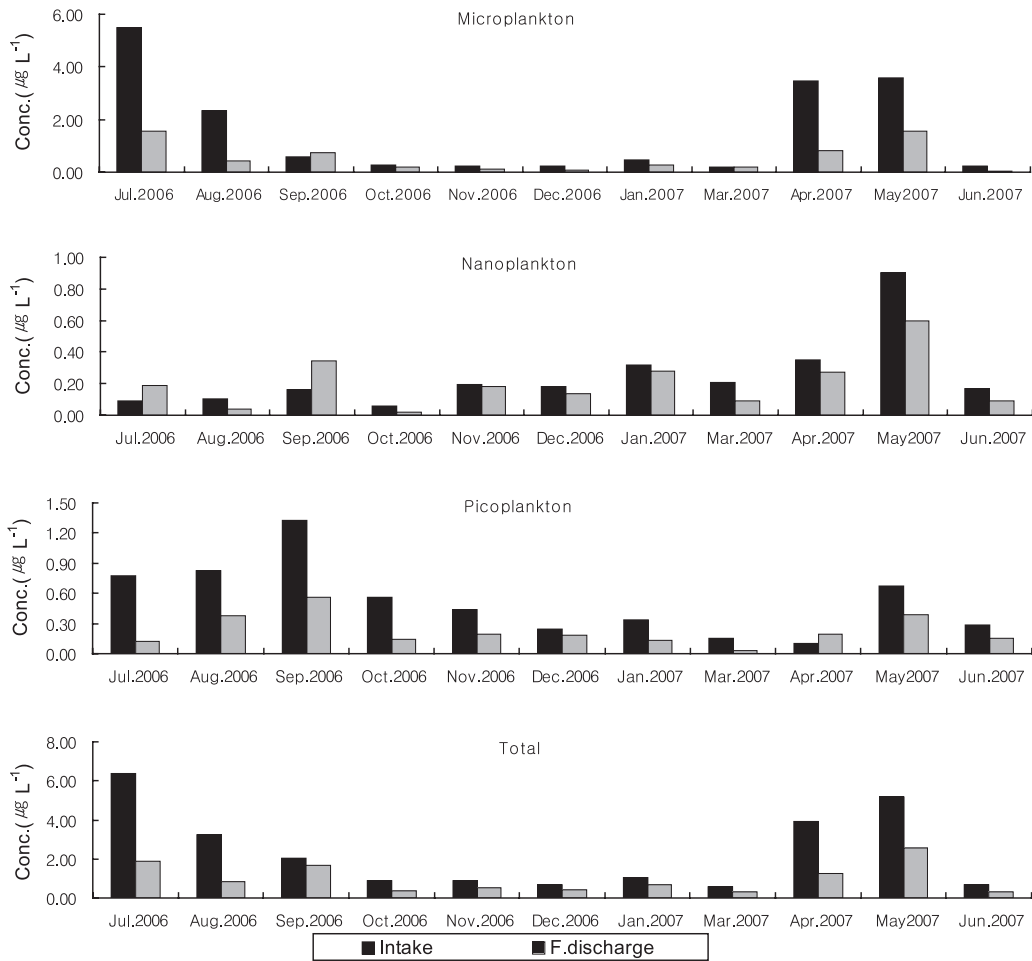 Microplankton
Conc.(㎍ L-1)
6.00
4.00
2.00
0.00
Jul.2006 Aug.2006 Sep.2006 Oct.2006 Nov.2006 Dec.2006 Jan.2007 Mar.2007 Apr.2007 May2007 Jun.2007
Nanoplankton
Conc.(㎍ L-1)
1.00
0.80
0.60
0.40
0.20
0.00
Jul.2006 Aug.2006 Sep.2006 Oct.2006 Nov.2006 Dec.2006 Jan.2007 Mar.2007 Apr.2007 May2007 Jun.2007
Picoplankton
Conc.(㎍ L-1)
1.50
1.20
0.90
0.60
0.30
0.00
Jul.2006 Aug.2006 Sep.2006 Oct.2006 Nov.2006 Dec.2006 Jan.2007 Mar.2007 Apr.2007 May2007 Jun.2007
Total
Conc.(㎍ L-1)
8.00
6.00
4.00
2.00
0.00
Jul.2006 Aug.2006 Sep.2006 Oct.2006 Nov.2006 Dec.2006 Jan.2007 Mar.2007 Apr.2007 May2007 Jun.2007
Intake F.discharge